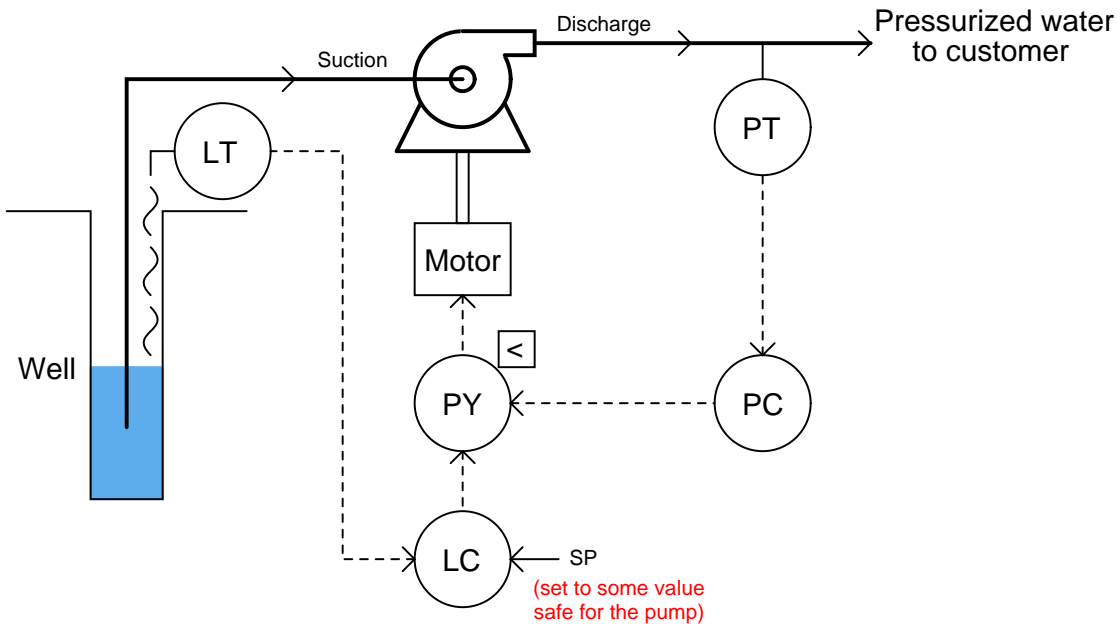 Pressurized water
to customer
Discharge
Suction
PT
LT
Motor
<
Well
PY
PC
LC
SP
(set to some value
safe for the pump)